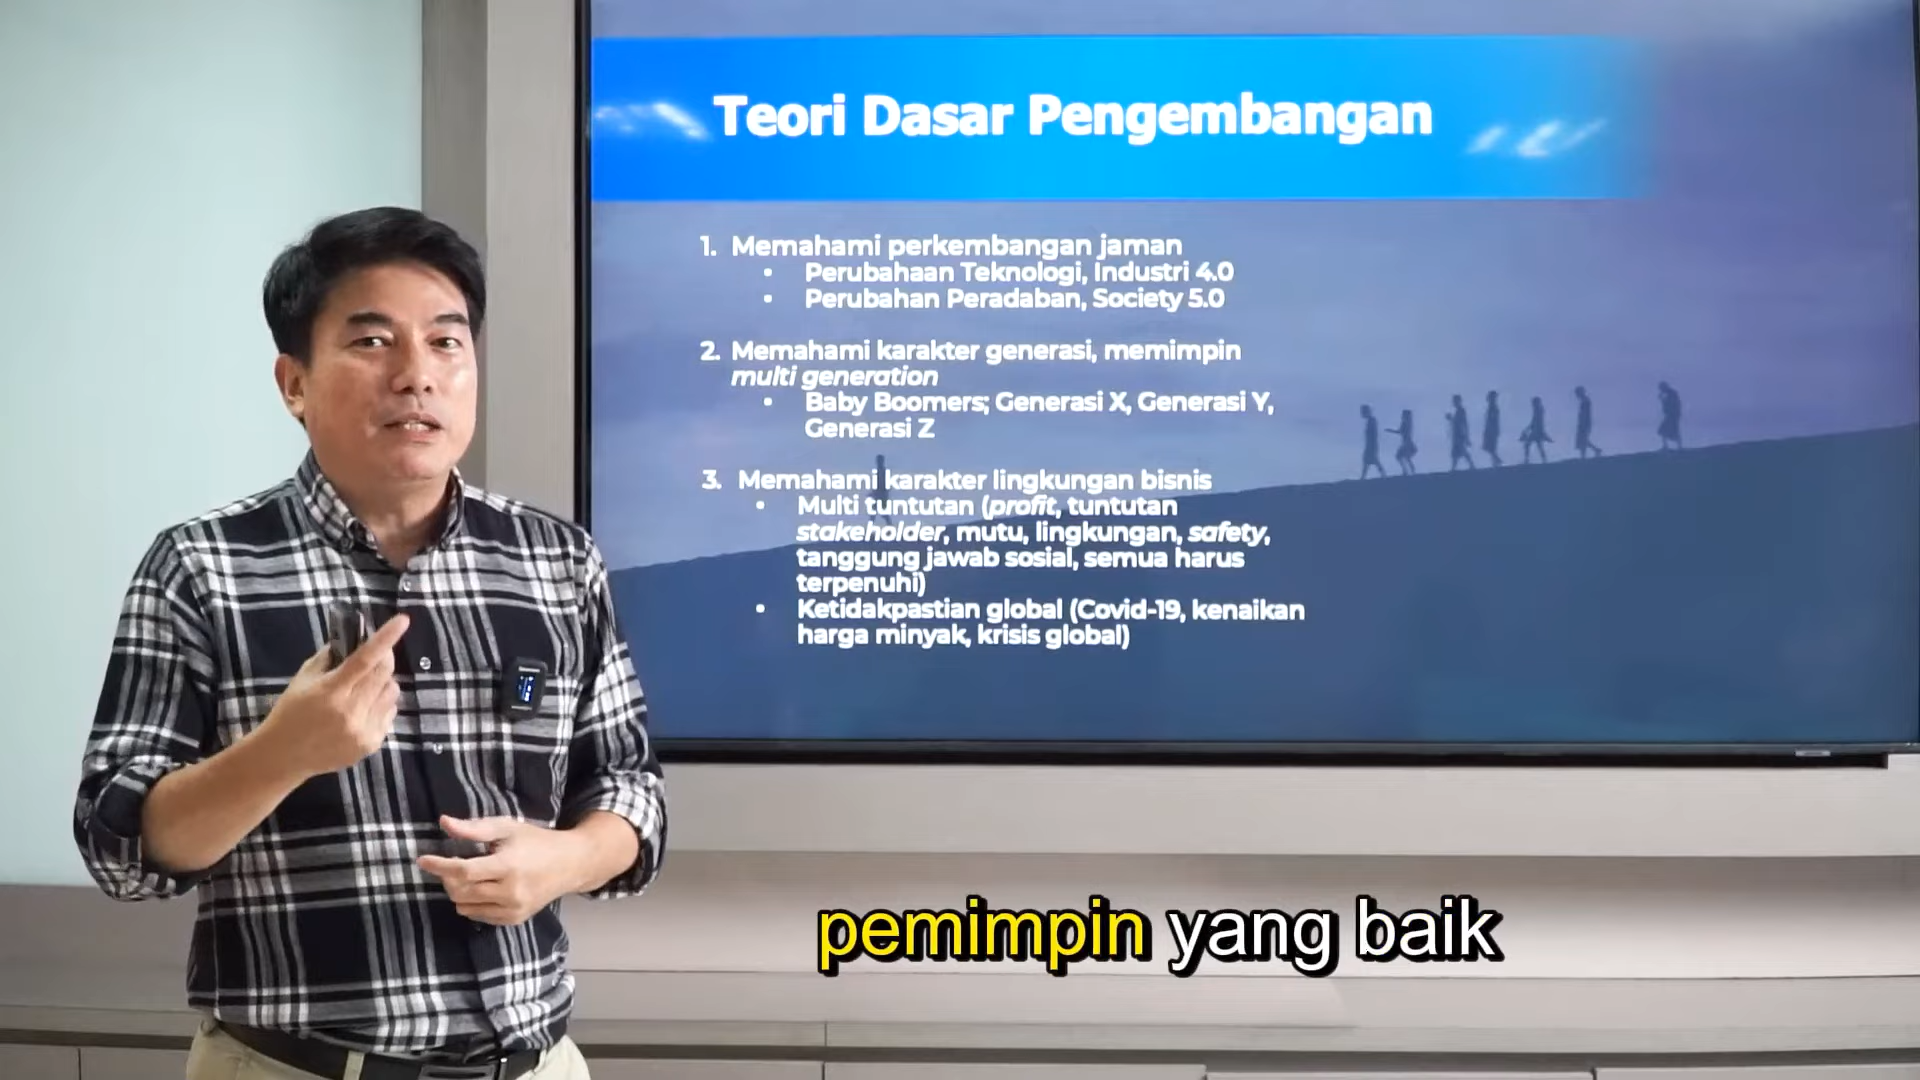 Teori Dasar Pengembangan
1. Memahami perkembangan jaman
• Perubahaan Teknologi, Industri 4.0
• Perubahan Peradaban, Society 5.0
2. Memahami karakter generasi, memimpin
multi generation
• Baby Boomers; Generasi X, Generasi Y,
Generasi Z
3. Memahami karakter lingkungan bisnis
• Multi tuntutan (profit, tuntutan
stakeholder, mutu, lingkungan, safety,
tanggung jawab sosial, semua harus
terpenuhi)
• Ketidakpastian global (Covid-19, kenaikan
harga minyak, krisis global)
pemimpin yang baik